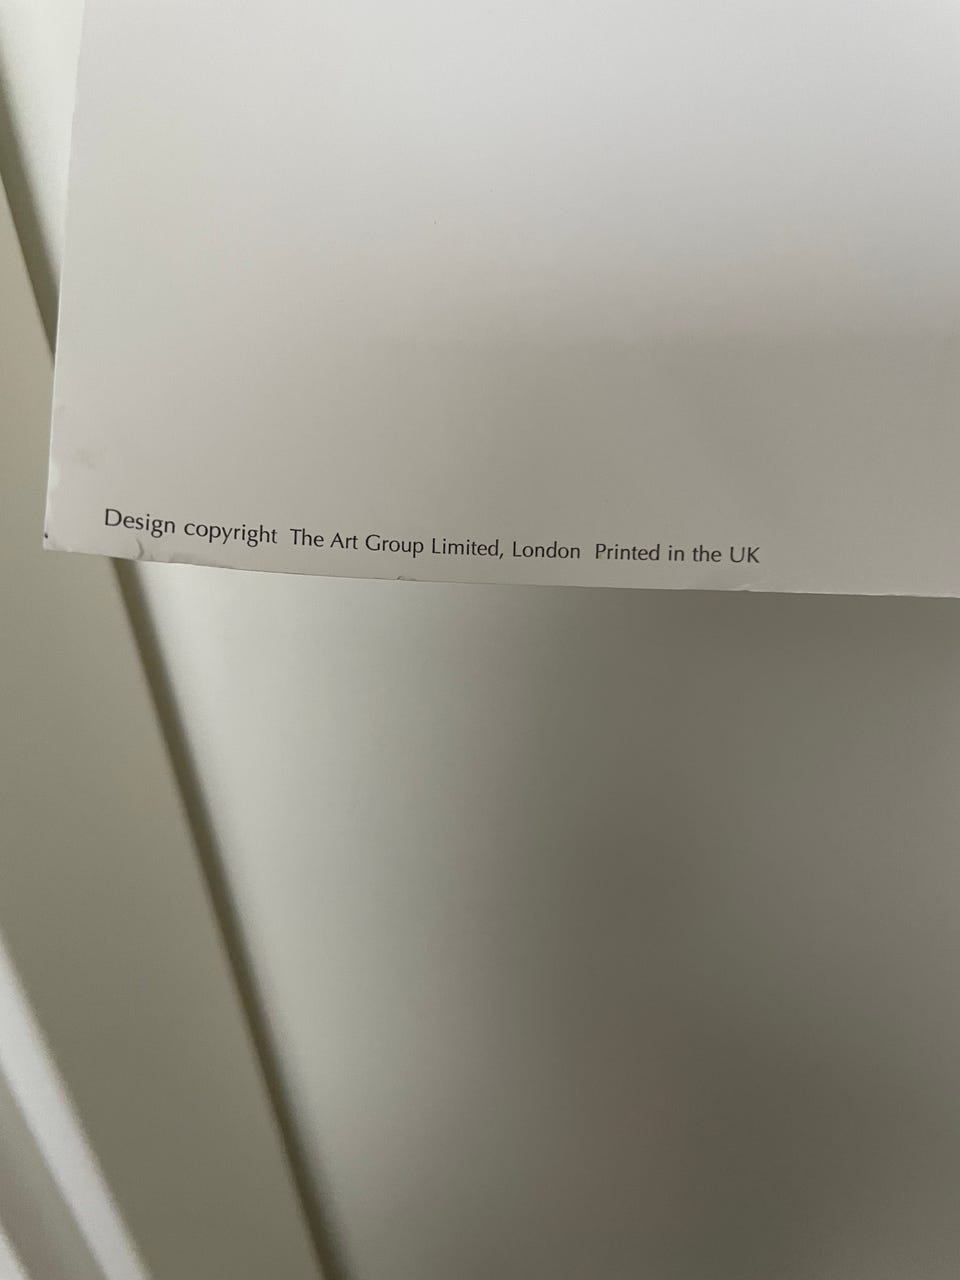 Design copyright The Art Group Limited, London Printed in the UK